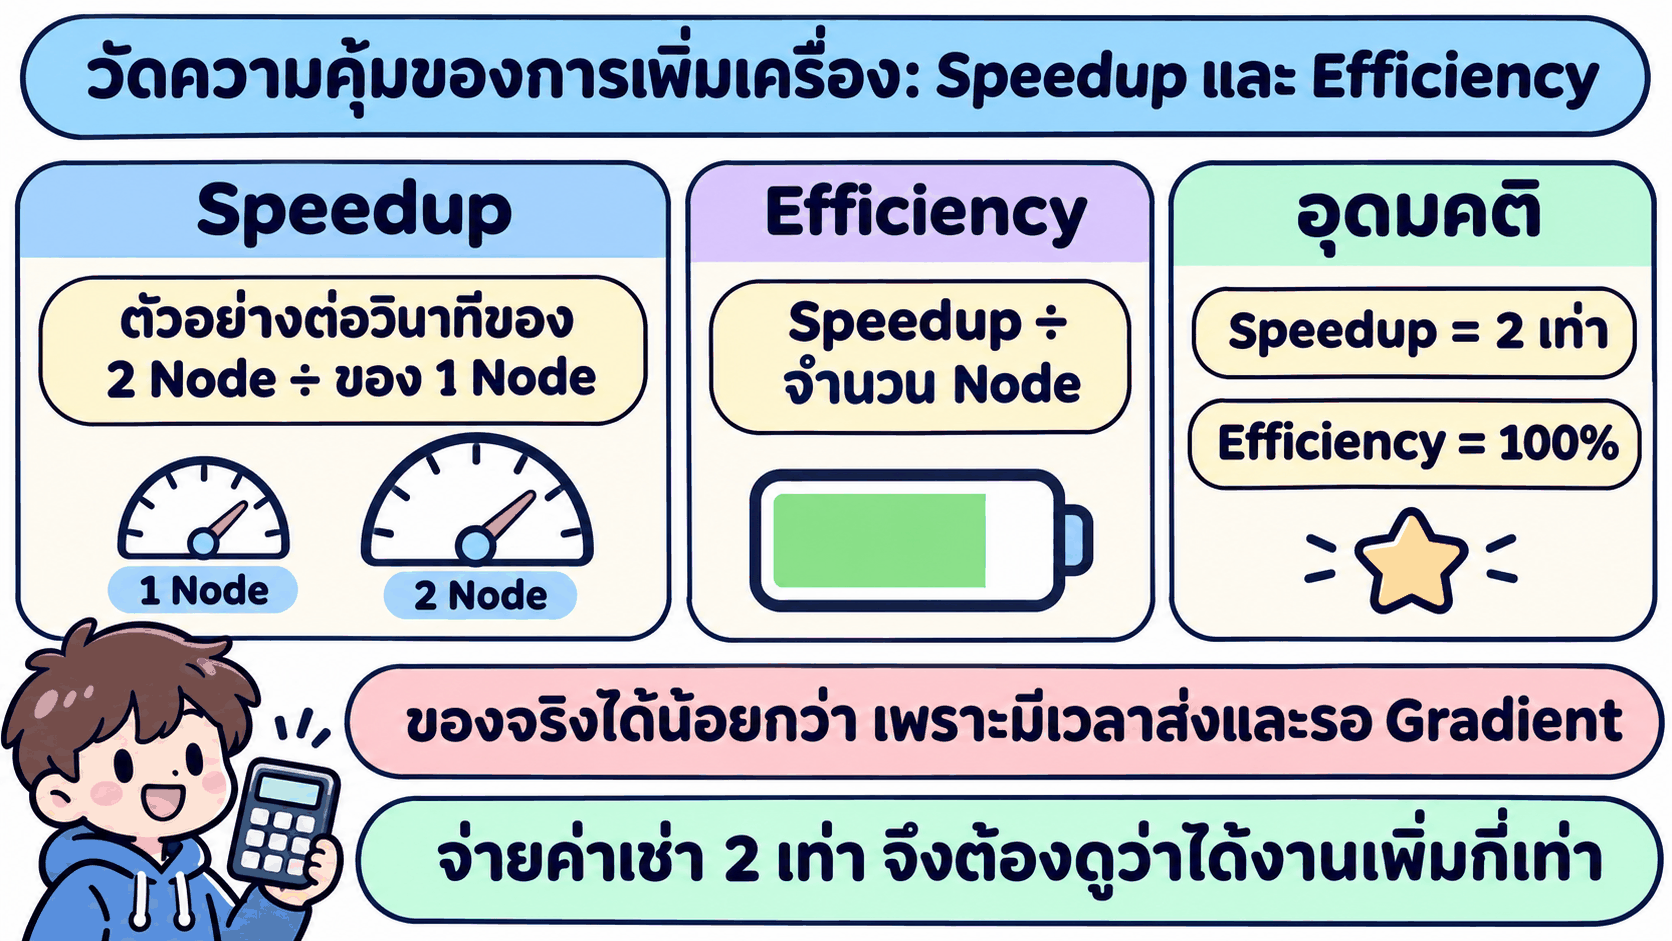 วัดความคุ้มของการเพิ่มเครื่อง: Speedup และ Efficiency
Speedup
ตัวอย่างต่อวินาทีของ
2 Node ÷ ของ 1 Node
1 Node
2 Node
Efficiency
Speedup ÷
จำนวน Node
อุดมคติ
Speedup = 2 เท่า
Efficiency = 100%
ของจริงได้น้อยกว่า เพราะมีเวลาส่งและรอ Gradient
จ่ายค่าเช่า 2 เท่า จึงต้องดูว่าได้งานเพิ่มกี่เท่า